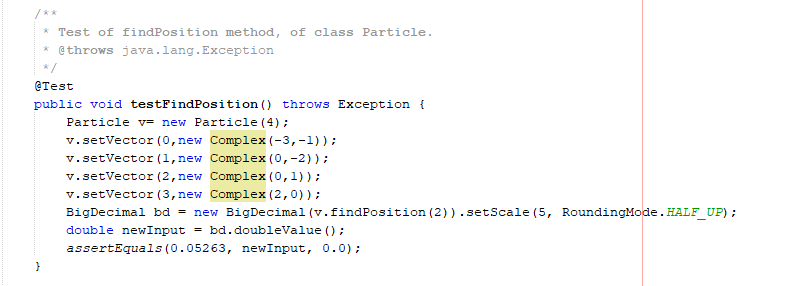 /**
 * Test of findPosition method, of class Particle.
 * @throws java.lang.Exception
 */
@Test
public void testFindPosition() throws Exception {
    Particle v= new Particle(4);
    v.setVector(0,new Complex(-3,-1));
    v.setVector(1,new Complex(0,-2));
    v.setVector(2,new Complex(0,1));
    v.setVector(3,new Complex(2,0));
    BigDecimal bd = new BigDecimal(v.findPosition(2)).setScale(5, RoundingMode.HALF_UP);
    double newInput = bd.doubleValue();
    assertEquals(0.05263, newInput, 0.0);
}